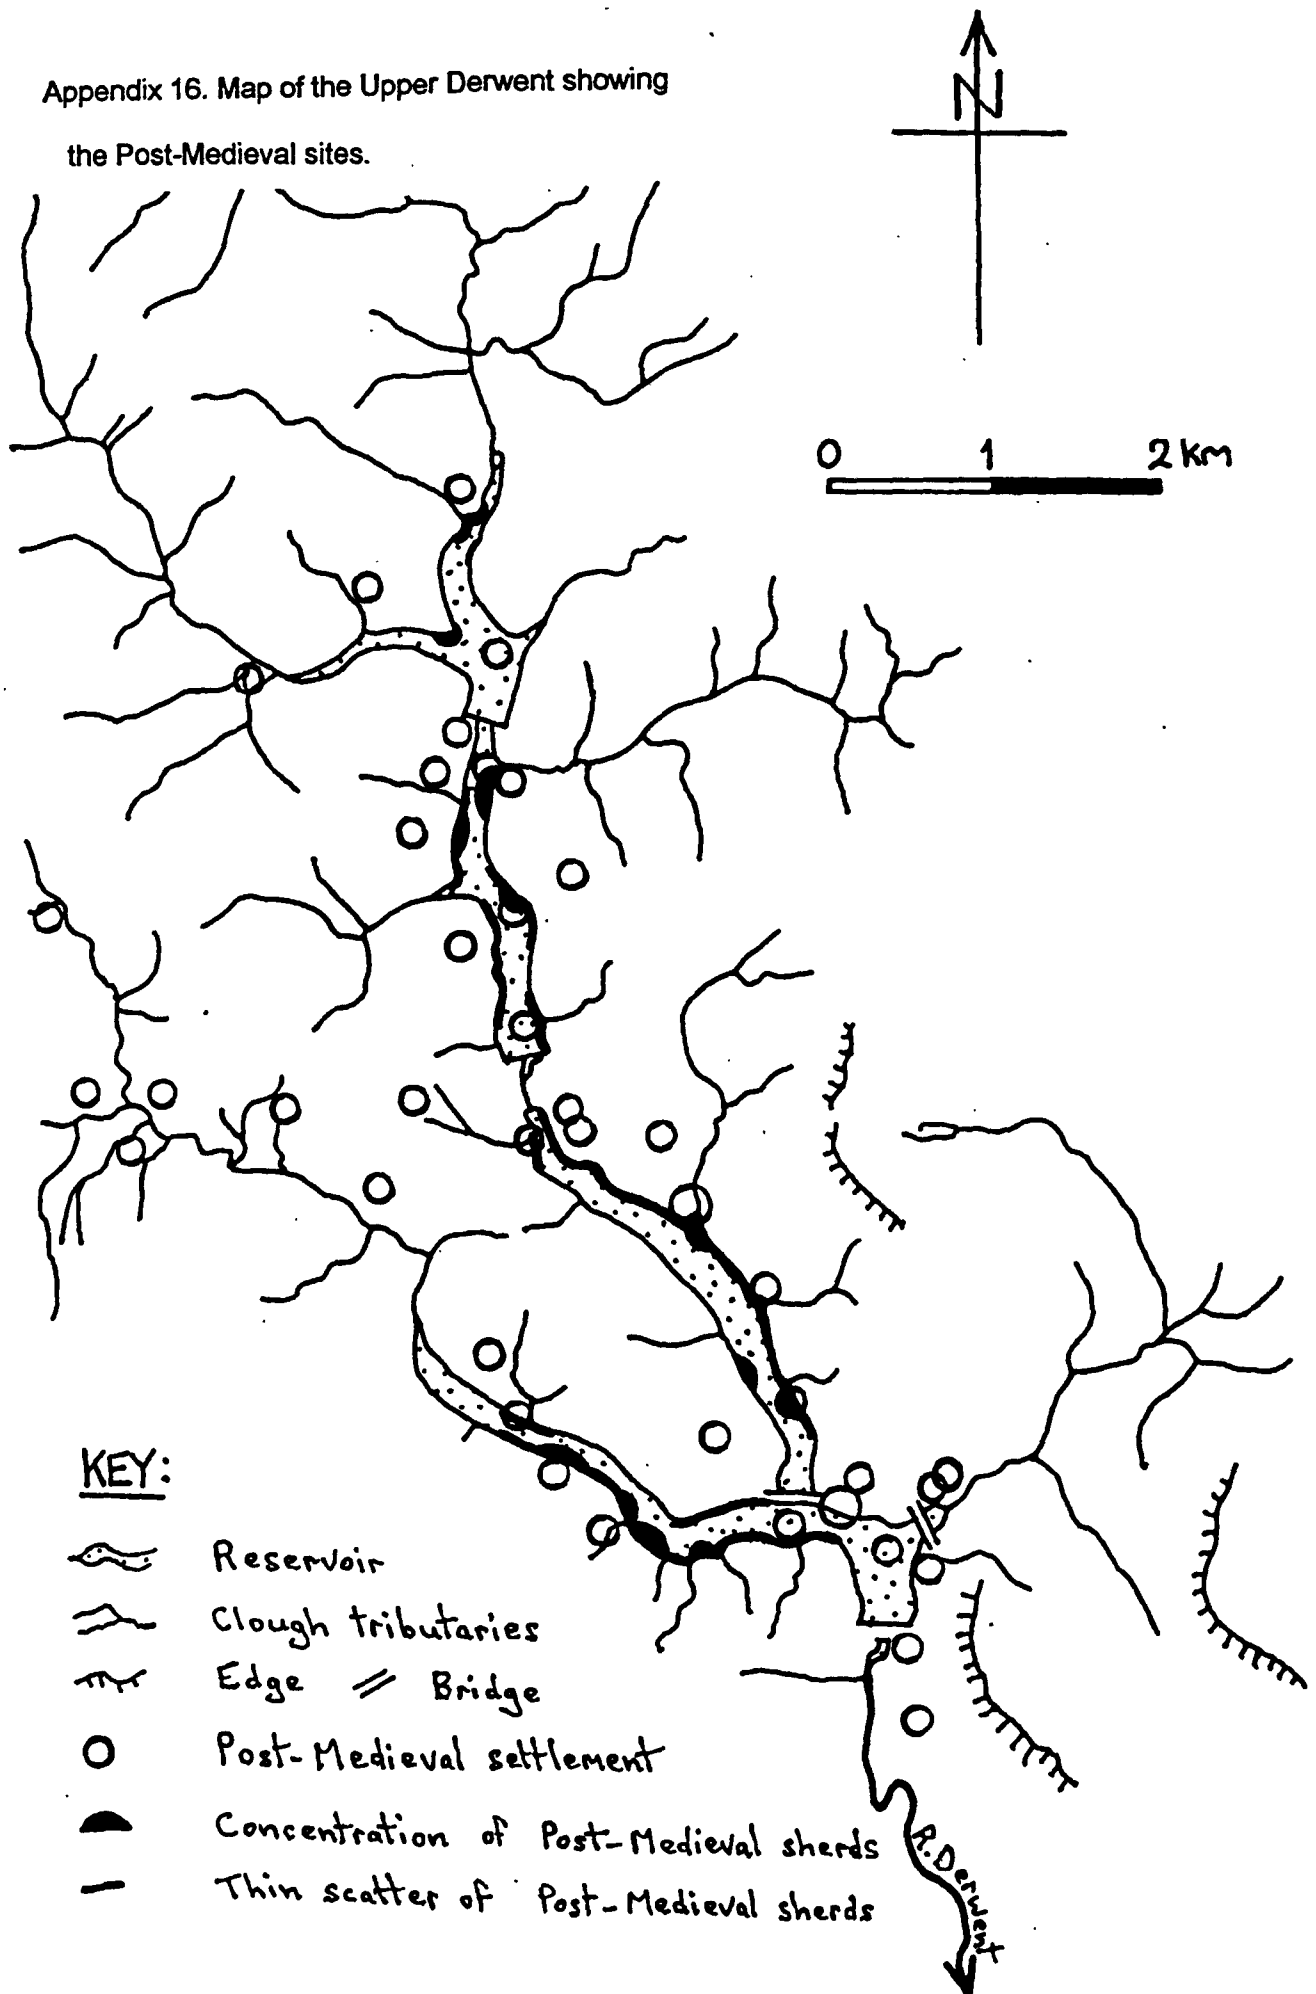 Appendix 16. Map of the Upper Derwent showing
the Post-Medieval sites.
N
0 1 2 km
KEY:
Reservoir
Clough tributaries
Edge Bridge
Post-Medieval settlement
Concentration of Post-Medieval sherds
Thin scatter of Post-Medieval sherds
R. Derwent